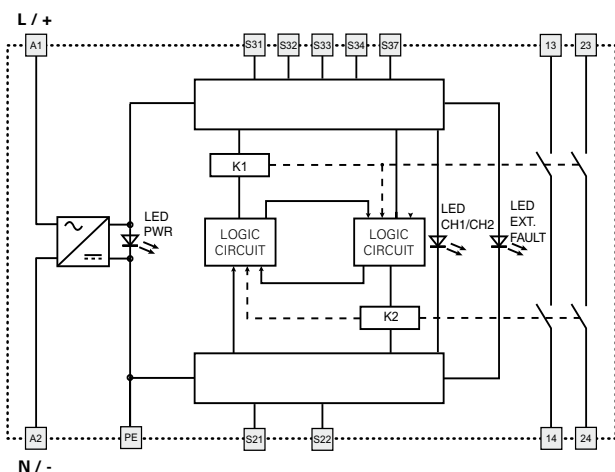 L / +
A1
S31
S32
S33
S34
S37
13
23
K1
LED
PWR
LOGIC
CIRCUIT
LOGIC
CIRCUIT
LED
CH1/CH2
LED
EXT.
FAULT
K2
A2
PE
S21
S22
14
24
N / -